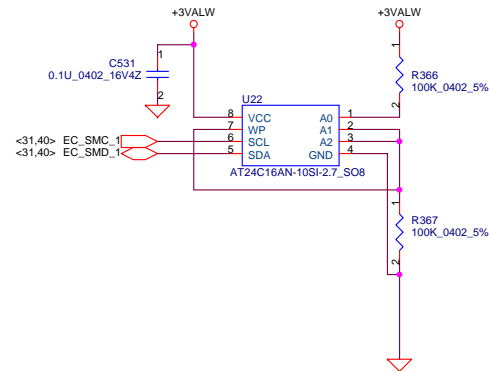 +3VALW
+3VALW
1
C531
0.1U_0402_16V4Z
2
1
R366
100K_0402_5%
2
U22
8 VCC A0 1
7 WP A1 2
6 SCL A2 3
5 SDA GND 4
<31,40> EC_SMC_1
<31,40> EC_SMD_1
AT24C16AN-10SI-2.7_SO8
1
R367
100K_0402_5%
2